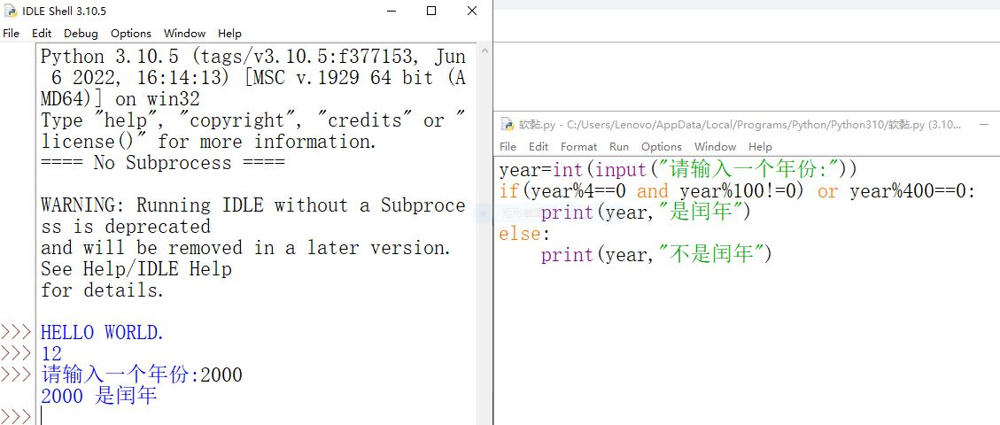 IDLE Shell 3.10.5
File Edit Debug Options Window Help
Python 3.10.5 (tags/v3.10.5:f377153, Jun
6 2022, 16:14:13) [MSC v.1929 64 bit (A
MD64)] on win32
Type "help", "copyright", "credits" or "
license()" for more information.
==== No Subprocess ====
WARNING: Running IDLE without a Subproce
ss is deprecated
and will be removed in a later version.
See Help/IDLE Help
for details.
>>> HELLO WORLD.
>>> 12
>>> 请输入一个年份:2000
2000 是闰年
>>>
软黏.py - C:/Users/Lenovo/AppData/Local/Programs/Python/Python310/软黏.py (3.10...
File Edit Format Run Options Window Help
year=int(input("请输入一个年份:"))
if(year%4==0 and year%100!=0) or year%400==0:
    print(year,"是闰年")
else:
    print(year,"不是闰年")